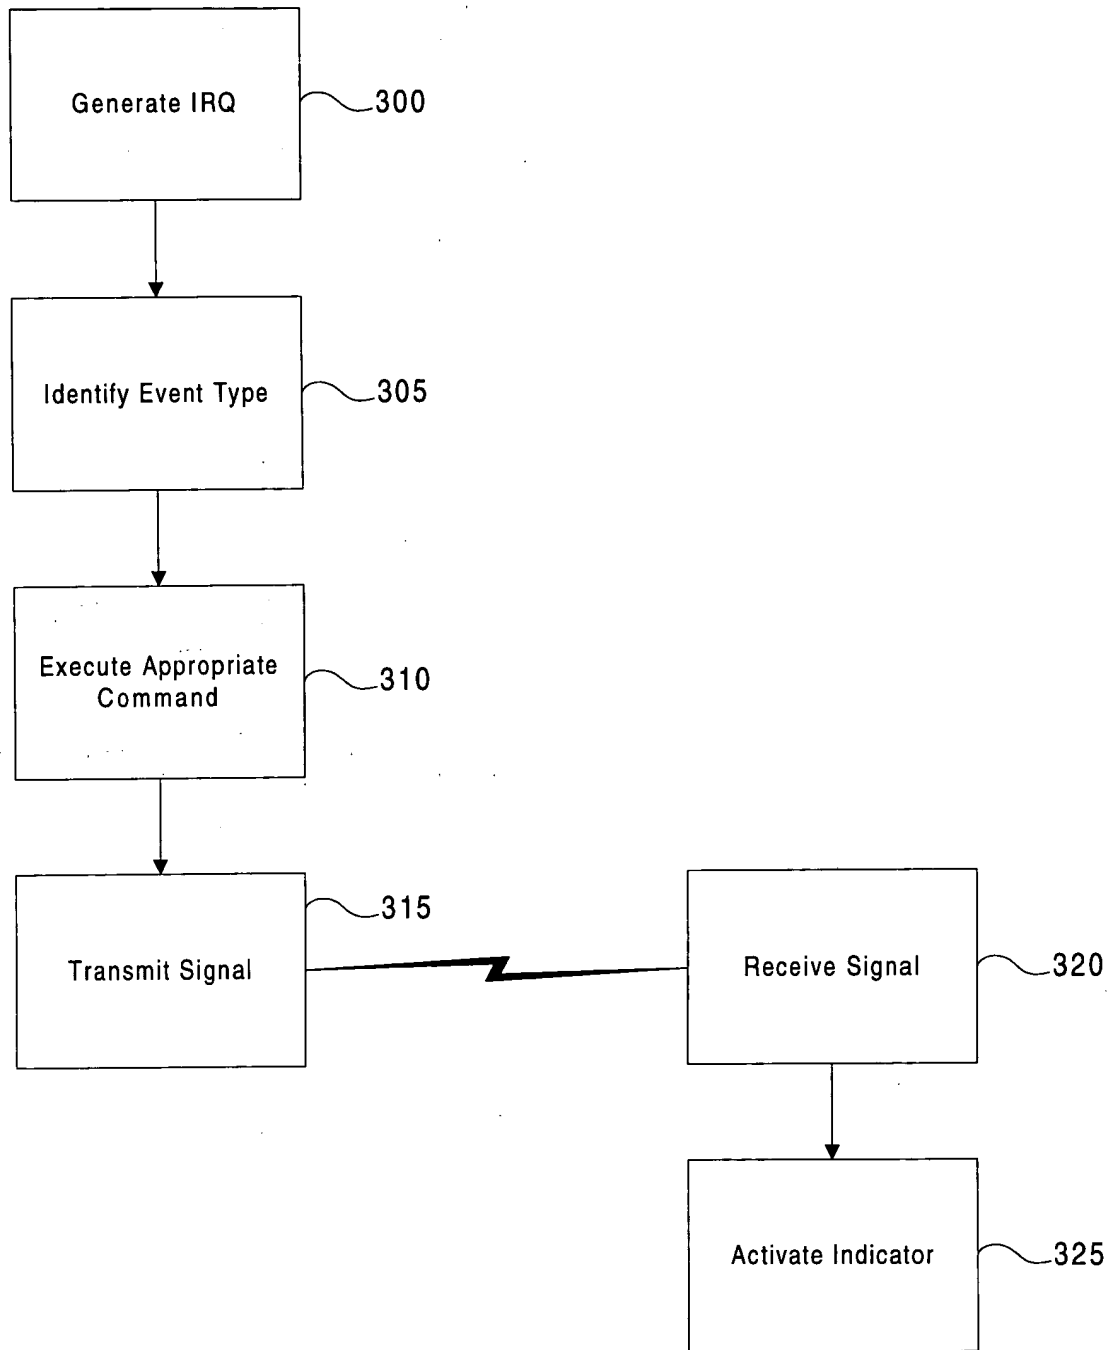 Generate IRQ
300
Identify Event Type
305
Execute Appropriate
Command
310
Transmit Signal
315
Receive Signal
320
Activate Indicator
325